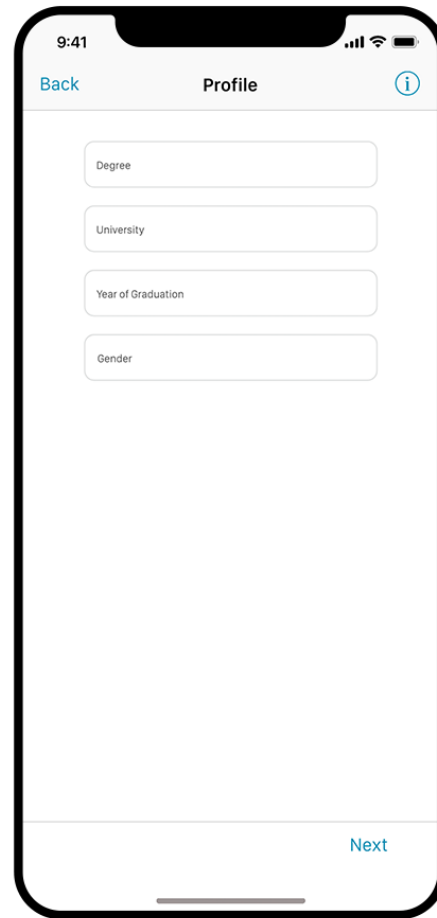 9:41
Back Profile
Degree
University
Year of Graduation
Gender
Next